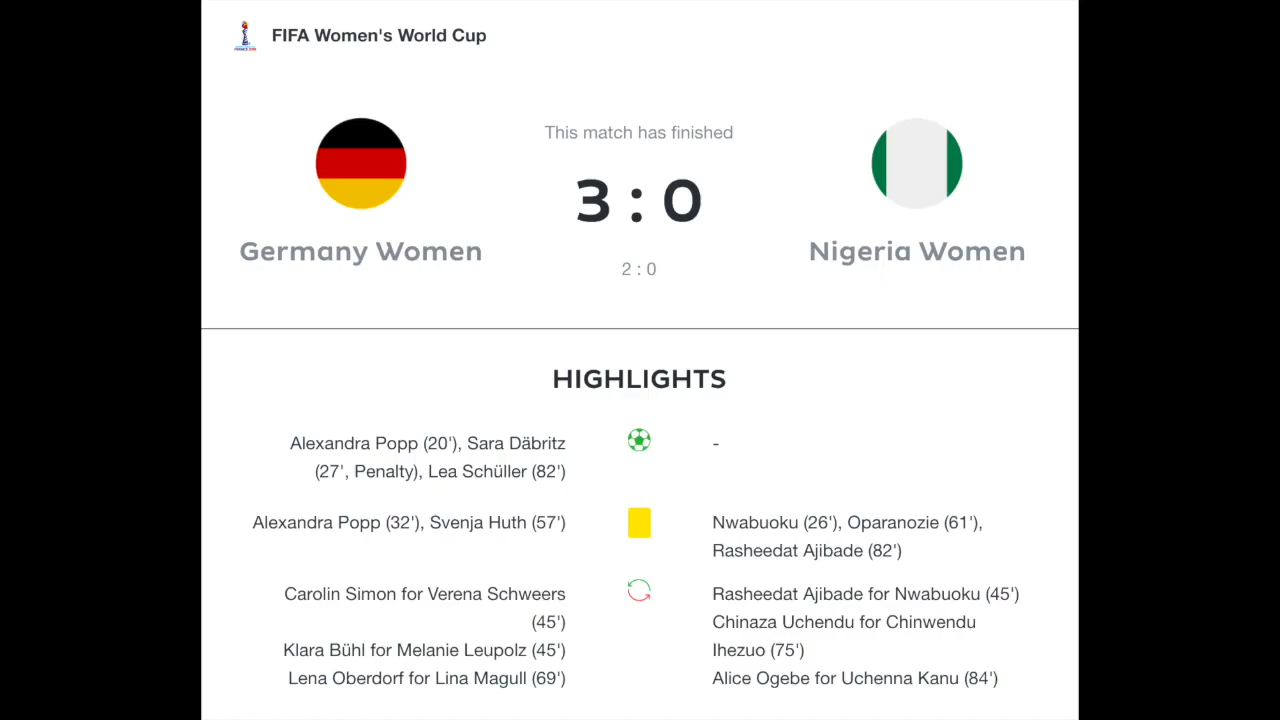 FIFA Women's World Cup
This match has finished
3 : 0
Germany Women
Nigeria Women
2 : 0
HIGHLIGHTS
Alexandra Popp (20'), Sara Däbritz
(27', Penalty), Lea Schüller (82')
-
Alexandra Popp (32'), Svenja Huth (57')
Nwabuoku (26'), Oparanozie (61'),
Rasheedat Ajibade (82')
Carolin Simon for Verena Schweers
(45')
Klara Bühl for Melanie Leupolz (45')
Lena Oberdorf for Lina Magull (69')
Rasheedat Ajibade for Nwabuoku (45')
Chinaza Uchendu for Chinwendu
Ihezuo (75')
Alice Ogebe for Uchenna Kanu (84')